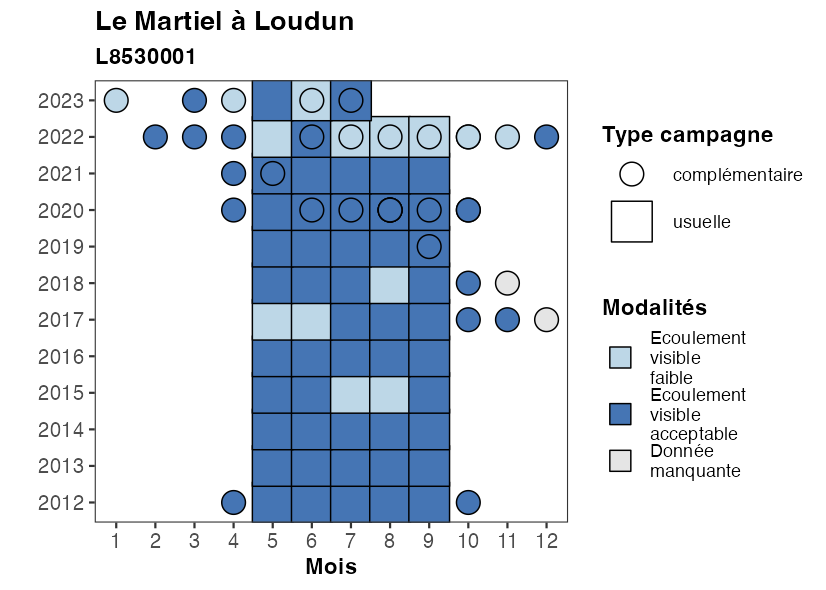 Le Martiel à Loudun
L8530001
2023
2022
2021
2020
2019
2018
2017
2016
2015
2014
2013
2012
1 2 3 4 5 6 7 8 9 10 11 12
Mois
Type campagne
complémentaire
usuelle
Modalités
Ecoulement
visible
faible
Ecoulement
visible
acceptable
Donnée
manquante